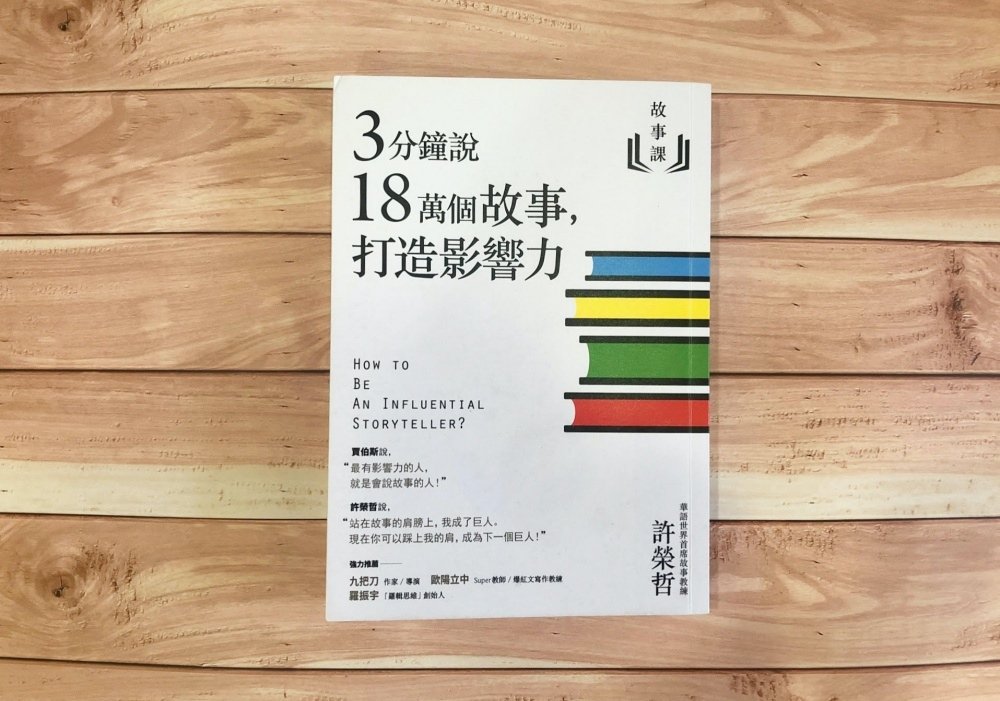 故事課
3分鐘說
18萬個故事,
打造影響力
HOW TO
BE
AN INFLUENTIAL
STORYTELLER?
賈伯斯說,
“最有影響力的人,
就是會說故事的人!”
許榮哲說,
“站在故事的肩膀上,我成了巨人。
現在你可以踩上我的肩,成為下一個巨人!”
強力推薦
九把刀 作家/導演 歐陽立中 Super教師/爆紅文寫作教練
羅振宇 「羅輯思維」創始人
華語世界首席故事教練
許榮哲